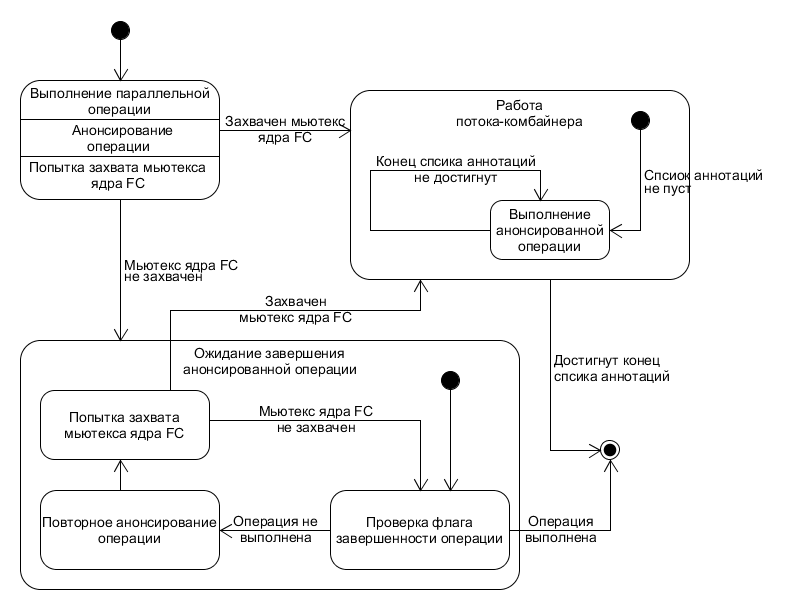 Выполнение параллельной
операции
Анонсирование
операции
Попытка захвата мьютекса
ядра FC
Захвачен мьютекс
ядра FC
Работа
потока-комбайнера
Конец спсика аннотаций
не достигнут
Спсиок аннотаций
не пуст
Выполнение
анонсированной
операции
Мьютекс ядра FC
не захвачен
Захвачен
мьютекс ядра FC
Ожидание завершения
анонсированной операции
Достигнут конец
спсика аннотаций
Попытка захвата
мьютекса ядра FC
Мьютекс ядра FC
не захвачен
Повторное анонсирование
операции
Операция не
выполнена
Проверка флага
завершенности операции
Операция
выполнена